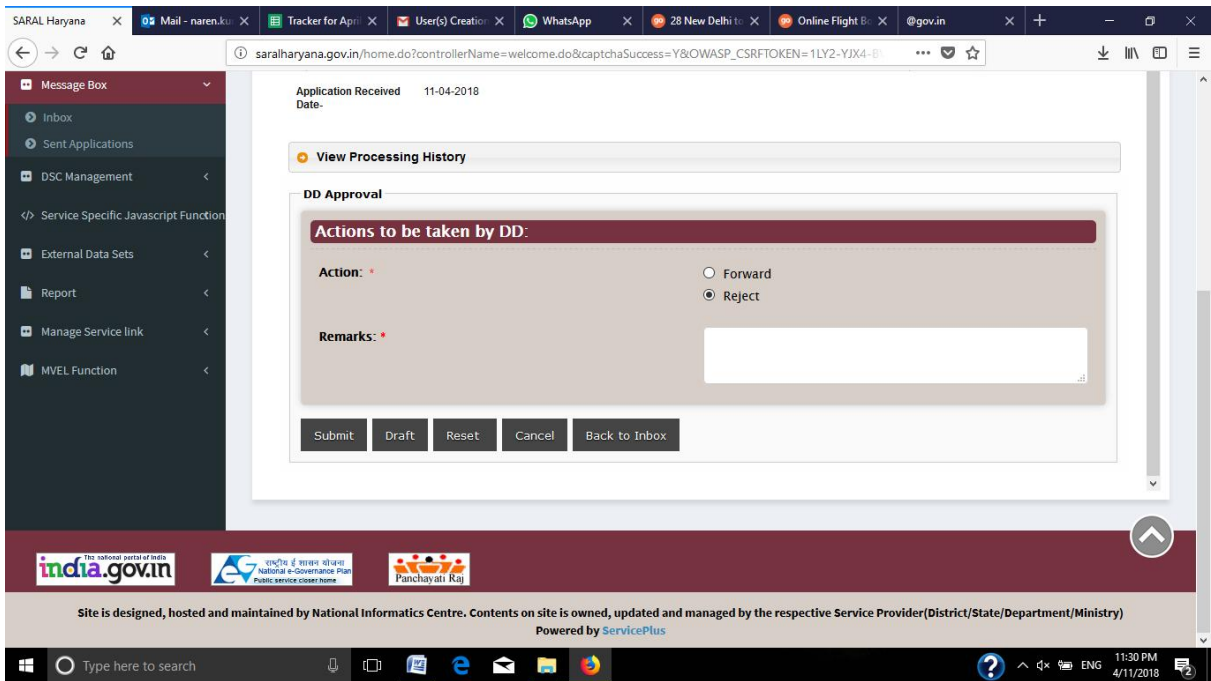 SARAL Haryana
Mail - naren.ku
Tracker for April
User(s) Creation
WhatsApp
28 New Delhi to
Online Flight Bo
@gov.in
saralharyana.gov.in/home.do?controllerName=welcome.do&captchaSuccess=Y&OWASP_CSRFTOKEN=1LY2-YJX4-8
Message Box
Inbox
Sent Applications
DSC Management
Service Specific Javascript Function
External Data Sets
Report
Manage Service link
MVEL Function
Application Received 11-04-2018
Date-
View Processing History
DD Approval
Actions to be taken by DD:
Action: *
Forward
Reject
Remarks: *
Submit Draft Reset Cancel Back to Inbox
The national portal of India
india.gov.in
राष्ट्रीय ई शासन योजना
National e-Governance Plan
Public service closer home
Panchayati Raj
Site is designed, hosted and maintained by National Informatics Centre. Contents on site is owned, updated and managed by the respective Service Provider(District/State/Department/Ministry)
Powered by ServicePlus
Type here to search
ENG
11:30 PM
4/11/2018
2